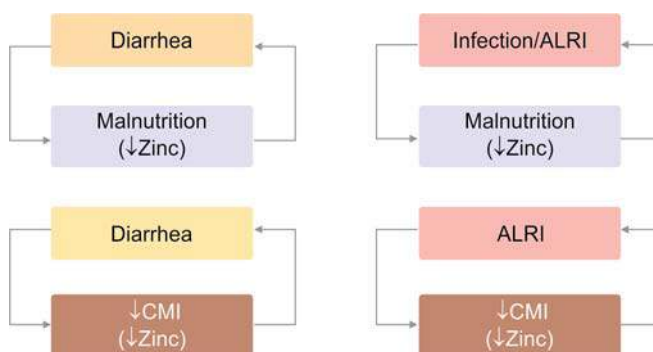 Diarrhea
Infection/ALRI
Malnutrition
(↓Zinc)
Malnutrition
(↓Zinc)
Diarrhea
ALRI
↓CMI
(↓Zinc)
↓CMI
(↓Zinc)